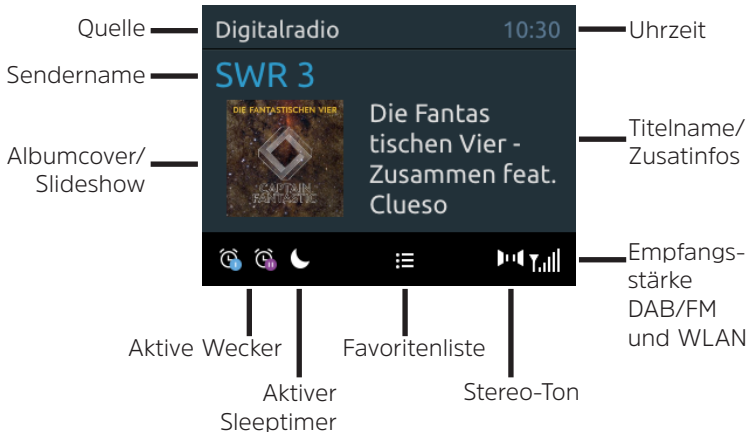 Quelle
Digitalradio
10:30
Uhrzeit
Sendername
SWR 3
DIE FANTASTISCHEN VIER
CAPTAIN
FANTASTIC
Die Fantas
tischen Vier -
Zusammen feat.
Clueso
Albumcover/
Slideshow
Titelname/
Zusatinfos
Empfangs-
stärke
DAB/FM
und WLAN
Aktive Wecker
Favoritenliste
Aktiver
Sleeptimer
Stereo-Ton